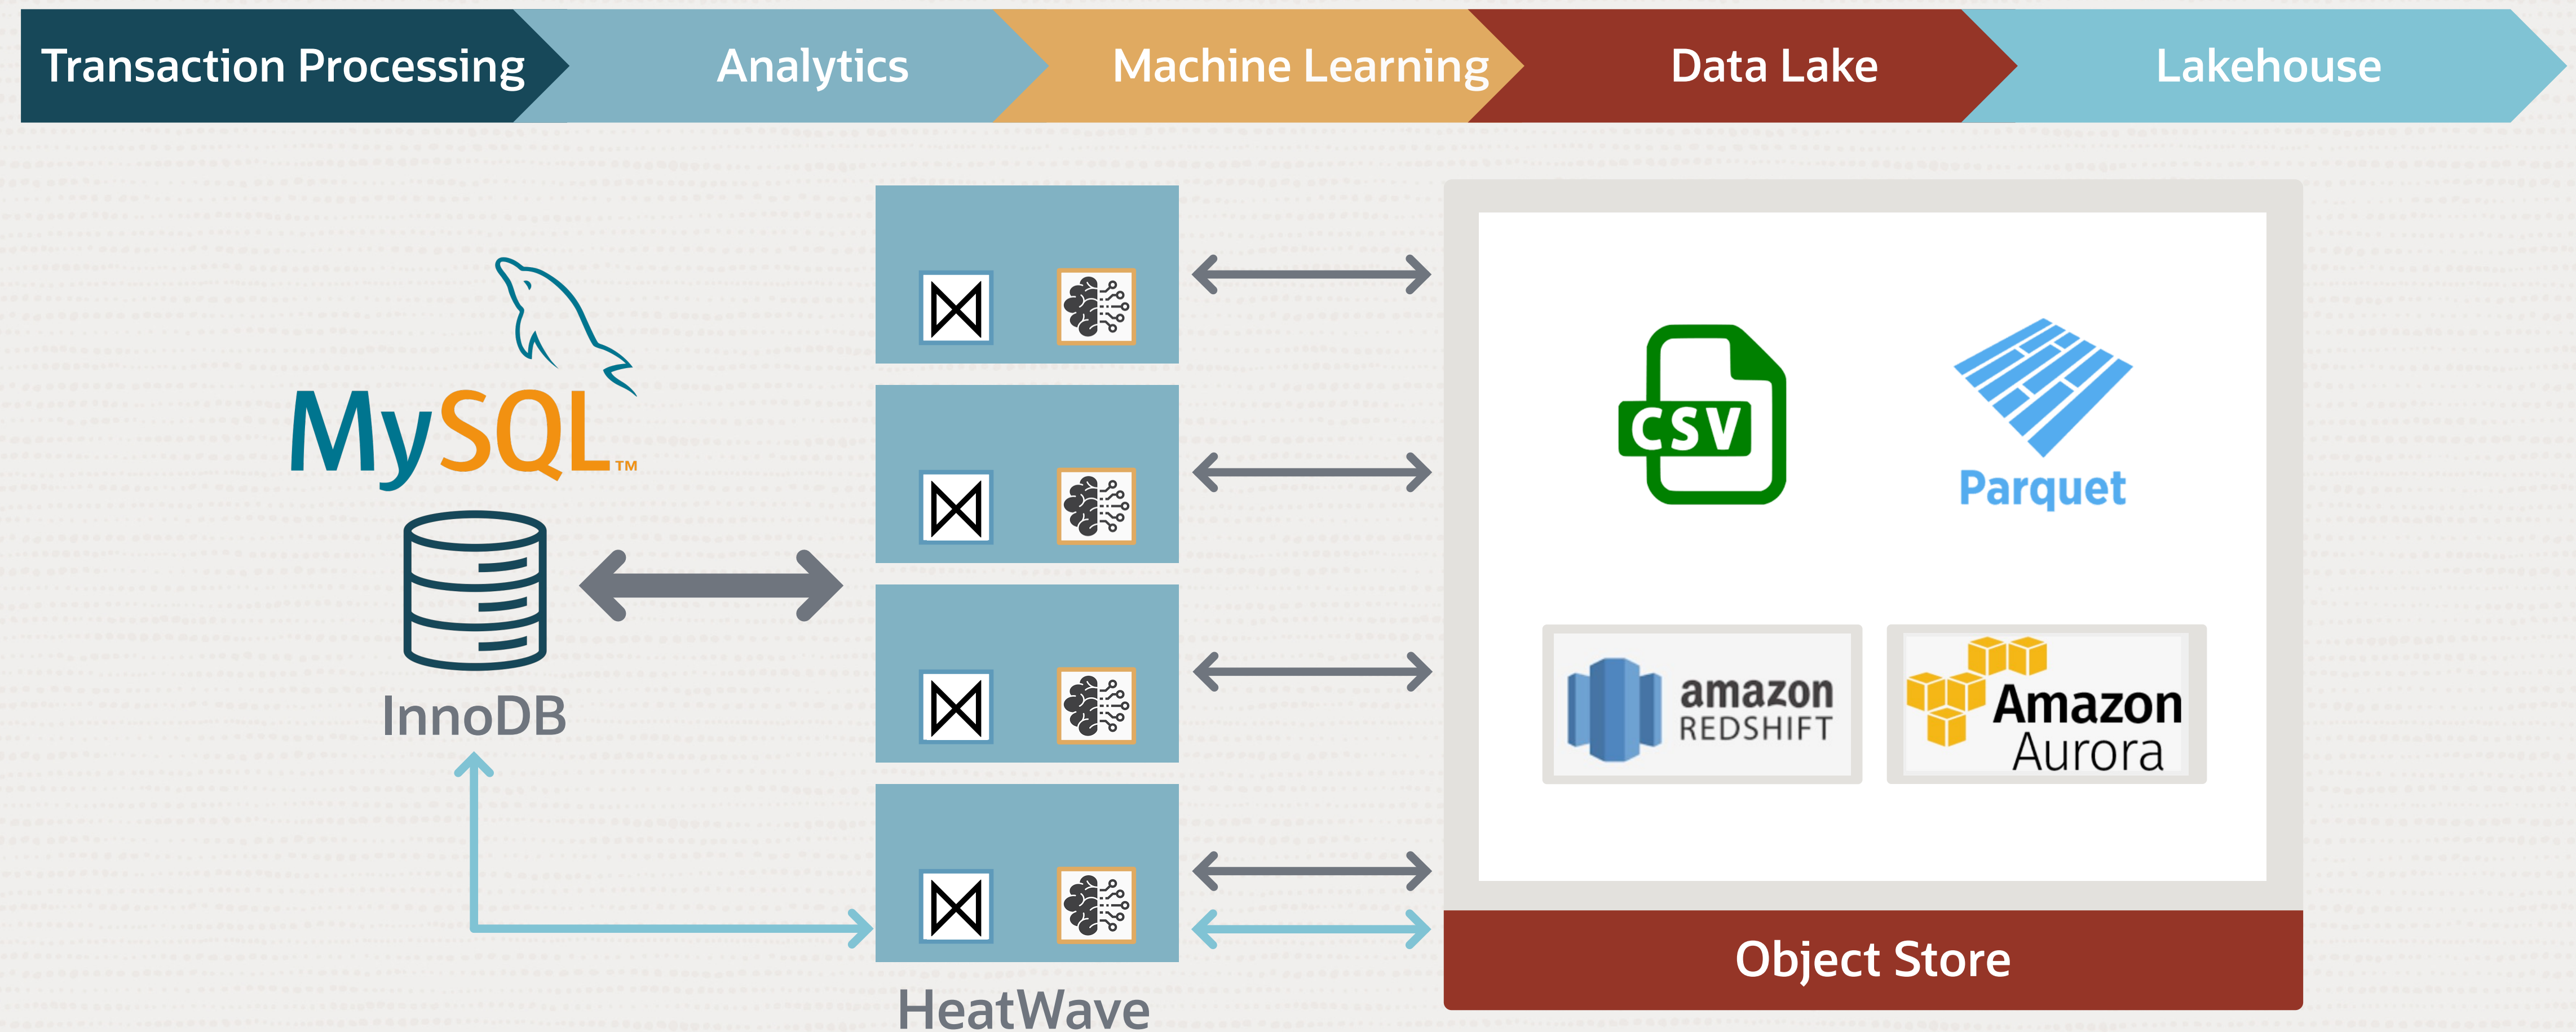 Transaction Processing
Analytics
Machine Learning
Data Lake
Lakehouse
MySQL™
InnoDB
HeatWave
CSV
Parquet
amazon
REDSHIFT
Amazon
Aurora
Object Store